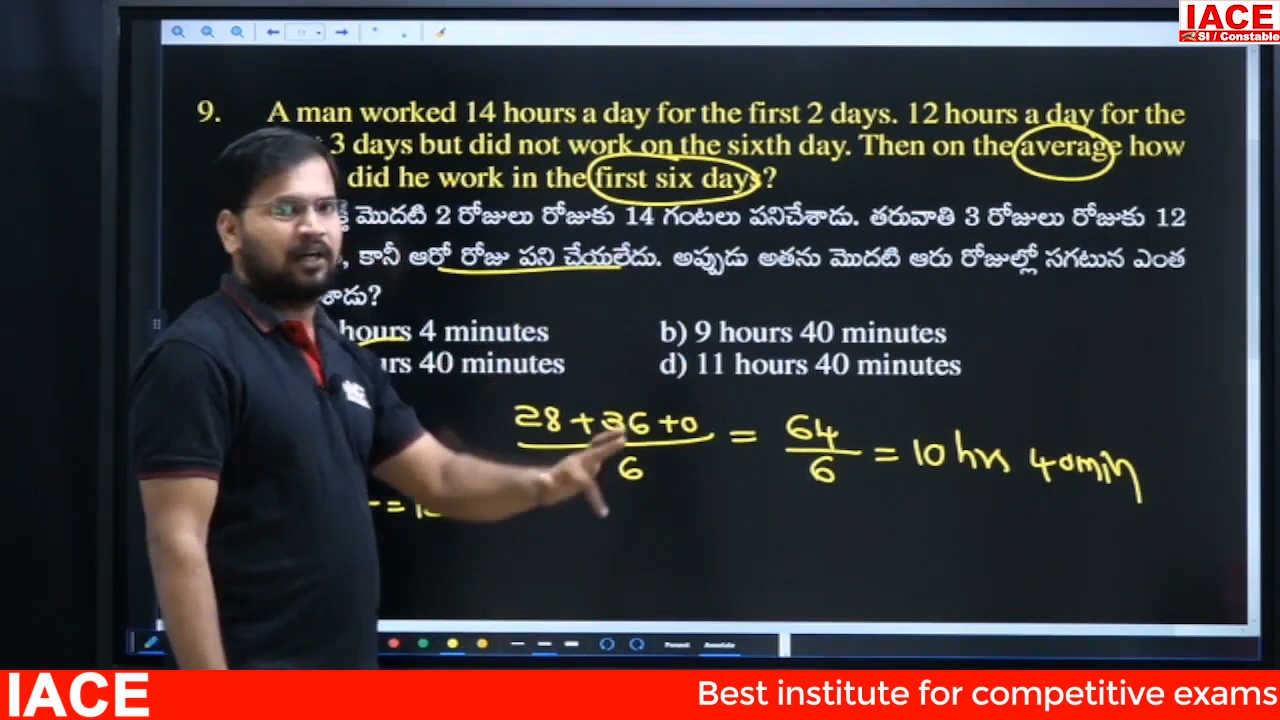 IACE
SI / Constable
13
9. A man worked 14 hours a day for the first 2 days. 12 hours a day for the
3 days but did not work on the sixth day. Then on the average how
did he work in the first six days?
మొదటి 2 రోజులు రోజుకు 14 గంటలు పనిచేశాడు. తరువాతి 3 రోజులు రోజుకు 12
, కానీ ఆరో రోజు పని చేయలేదు. అప్పుడు అతను మొదటి ఆరు రోజుల్లో సగటున ఎంత
hours 4 minutes b) 9 hours 40 minutes
40 minutes d) 11 hours 40 minutes
28+36+0 / 6 = 64 / 6 = 10 hrs 40 min
IACE
Best institute for competitive exams